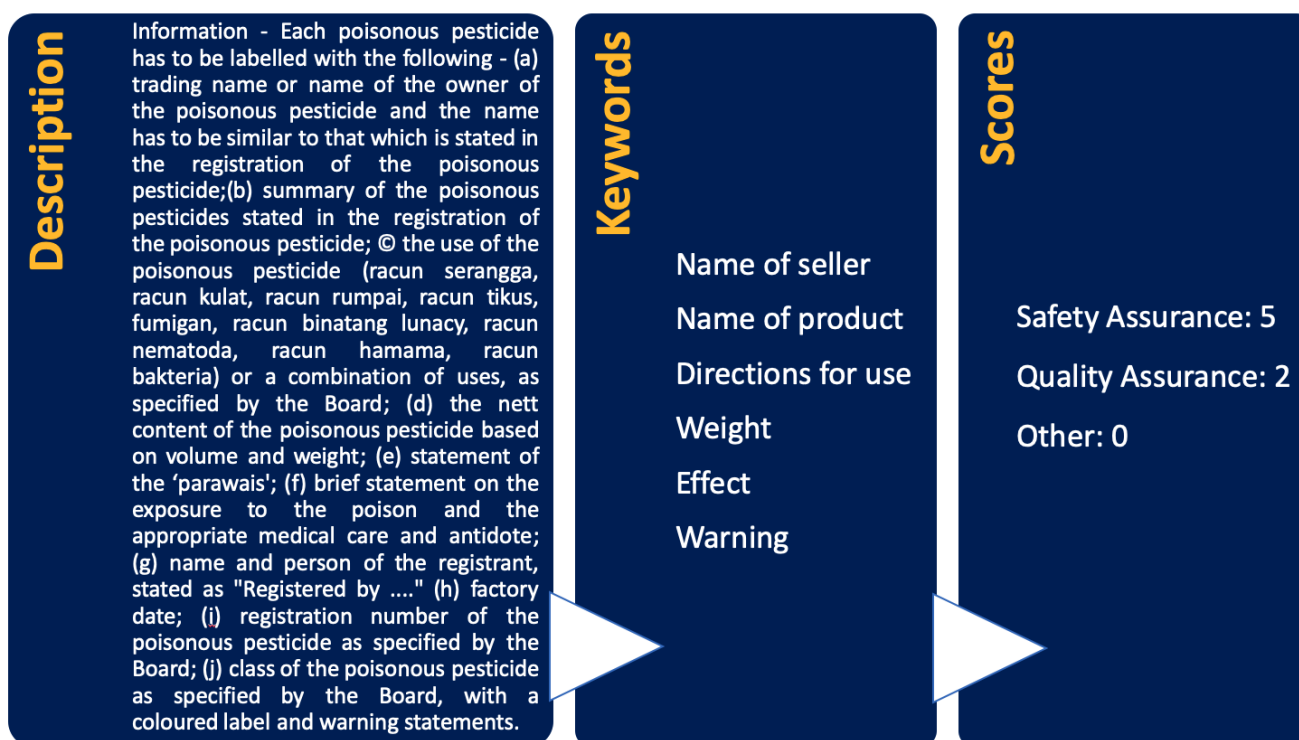 Description
Information - Each poisonous pesticide
has to be labelled with the following - (a)
trading name or name of the owner of
the poisonous pesticide and the name
has to be similar to that which is stated in
the registration of the poisonous
pesticide;(b) summary of the poisonous
pesticides stated in the registration of
the poisonous pesticide; © the use of the
poisonous pesticide (racun serangga,
racun kulat, racun rumpai, racun tikus,
fumigan, racun binatang lunacy, racun
nematoda, racun hamama, racun
bakteria) or a combination of uses, as
specified by the Board; (d) the nett
content of the poisonous pesticide based
on volume and weight; (e) statement of
the ‘parawais'; (f) brief statement on the
exposure to the poison and the
appropriate medical care and antidote;
(g) name and person of the registrant,
stated as "Registered by ...." (h) factory
date; (i) registration number of the
poisonous pesticide as specified by the
Board; (j) class of the poisonous pesticide
as specified by the Board, with a
coloured label and warning statements.
Keywords
Name of seller
Name of product
Directions for use
Weight
Effect
Warning
Scores
Safety Assurance: 5
Quality Assurance: 2
Other: 0